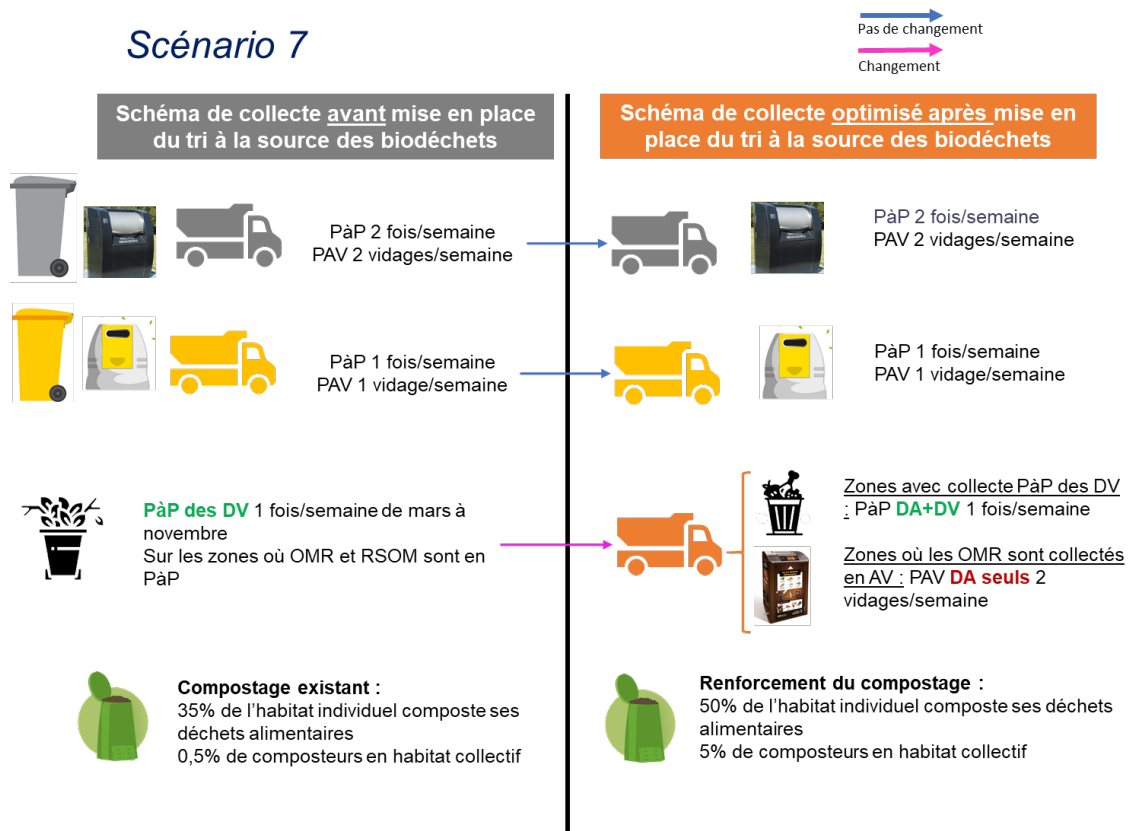 Scénario 7
Pas de changement
Changement
Schéma de collecte avant mise en place
du tri à la source des biodéchets
Schéma de collecte optimisé après mise en
place du tri à la source des biodéchets
PàP 2 fois/semaine
PAV 2 vidages/semaine
PàP 2 fois/semaine
PAV 2 vidages/semaine
PàP 1 fois/semaine
PAV 1 vidage/semaine
PàP 1 fois/semaine
PAV 1 vidage/semaine
PàP des DV 1 fois/semaine de mars à
novembre
Sur les zones où OMR et RSOM sont en
PàP
Zones avec collecte PàP des DV
: PàP DA+DV 1 fois/semaine
Zones où les OMR sont collectés
en AV : PAV DA seuls 2
vidages/semaine
Compostage existant :
35% de l’habitat individuel composte ses
déchets alimentaires
0,5% de composteurs en habitat collectif
Renforcement du compostage :
50% de l’habitat individuel composte ses déchets
alimentaires
5% de composteurs en habitat collectif